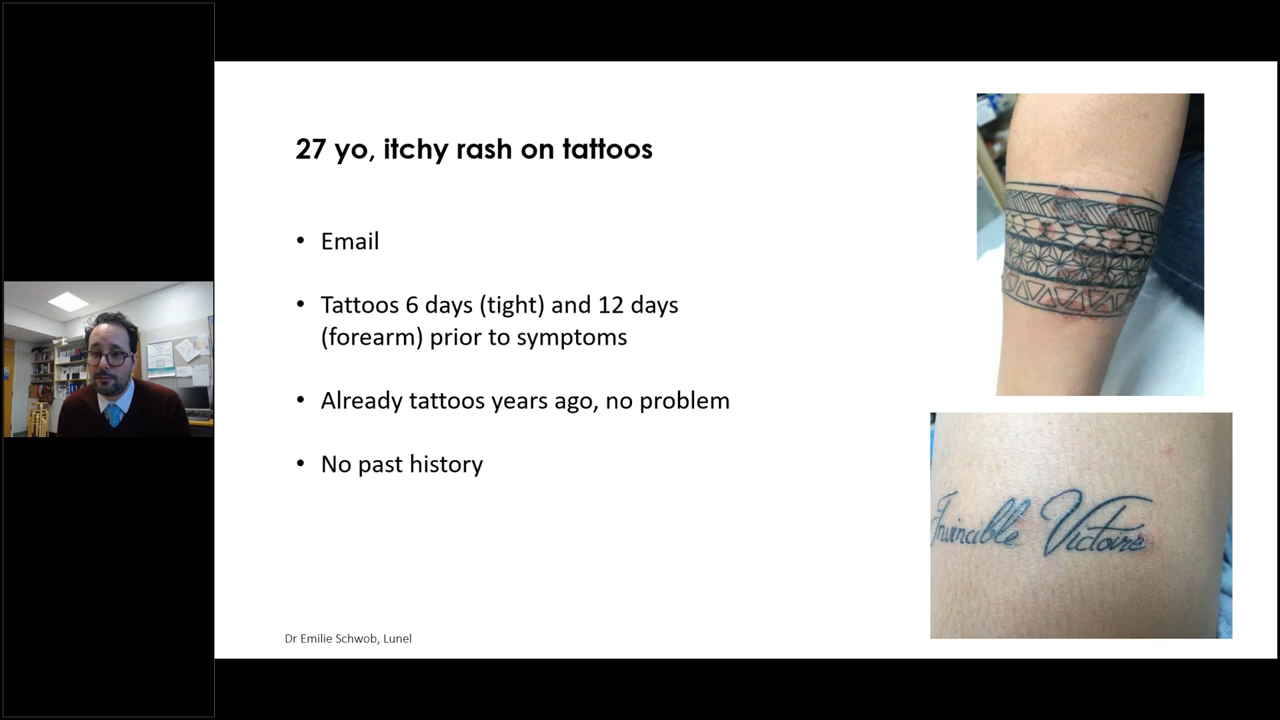 27 yo, itchy rash on tattoos
• Email
• Tattoos 6 days (tight) and 12 days
(forearm) prior to symptoms
• Already tattoos years ago, no problem
• No past history
Invincible Victoire
Dr Emilie Schwob, Lunel